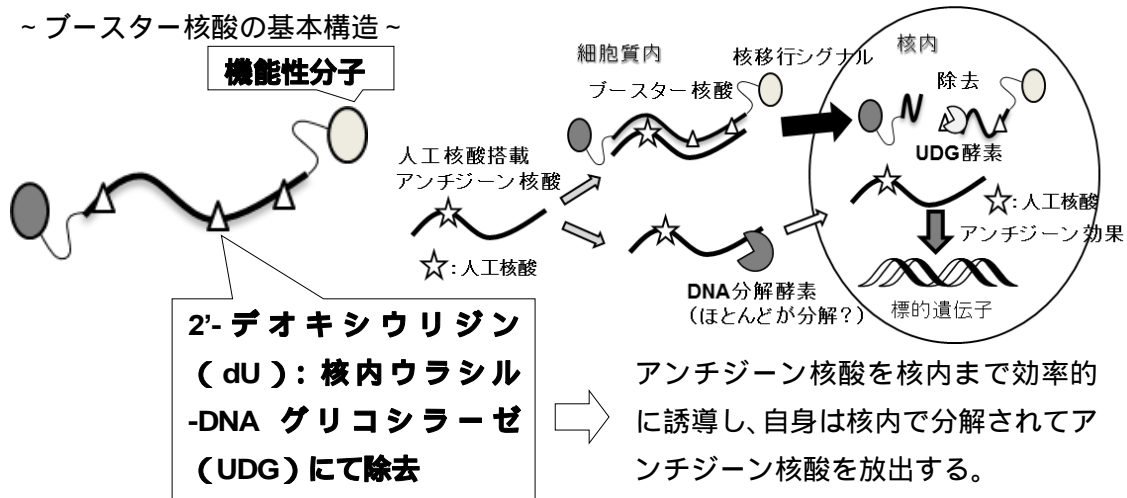 ~ ブースター核酸の基本構造 ~
機能性分子
細胞質内
核移行シグナル
ブースター核酸
核内
除去
UDG酵素
人工核酸搭載
アンチジーン核酸
☆: 人工核酸
☆: 人工核酸
アンチジーン効果
DNA分解酵素
(ほとんどが分解?)
標的遺伝子
2’- デオキシウリジン
( dU ): 核内ウラシル
-DNA グリコシラーゼ
(UDG) にて除去
アンチジーン核酸を核内まで効率的
に誘導し、自身は核内で分解されてア
ンチジーン核酸を放出する。